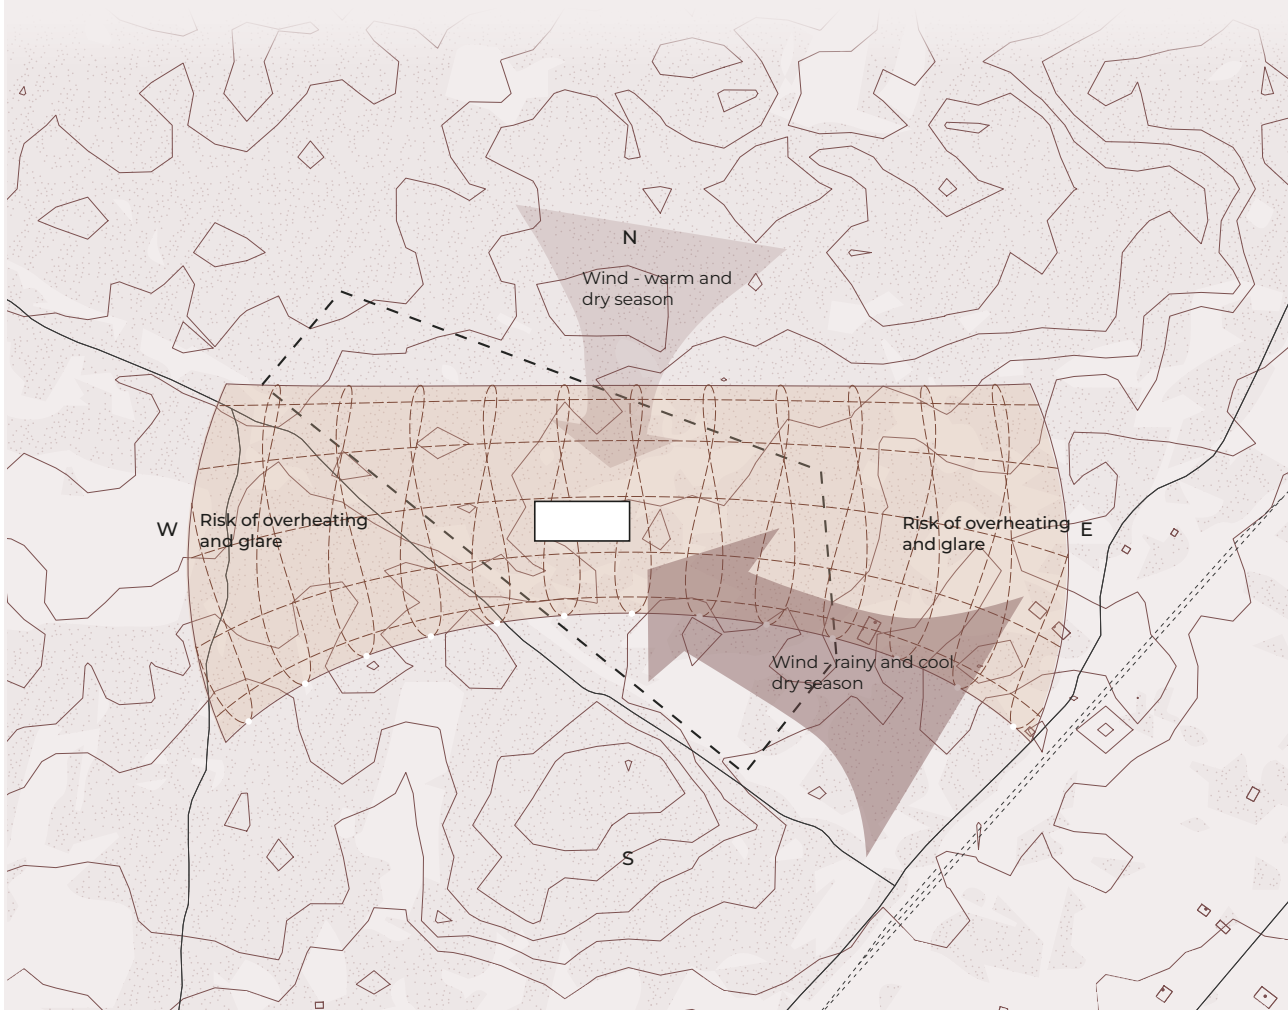 N
Wind - warm and
dry season
W
Risk of overheating
and glare
Risk of overheating
and glare
E
Wind - rainy and cool
dry season
S